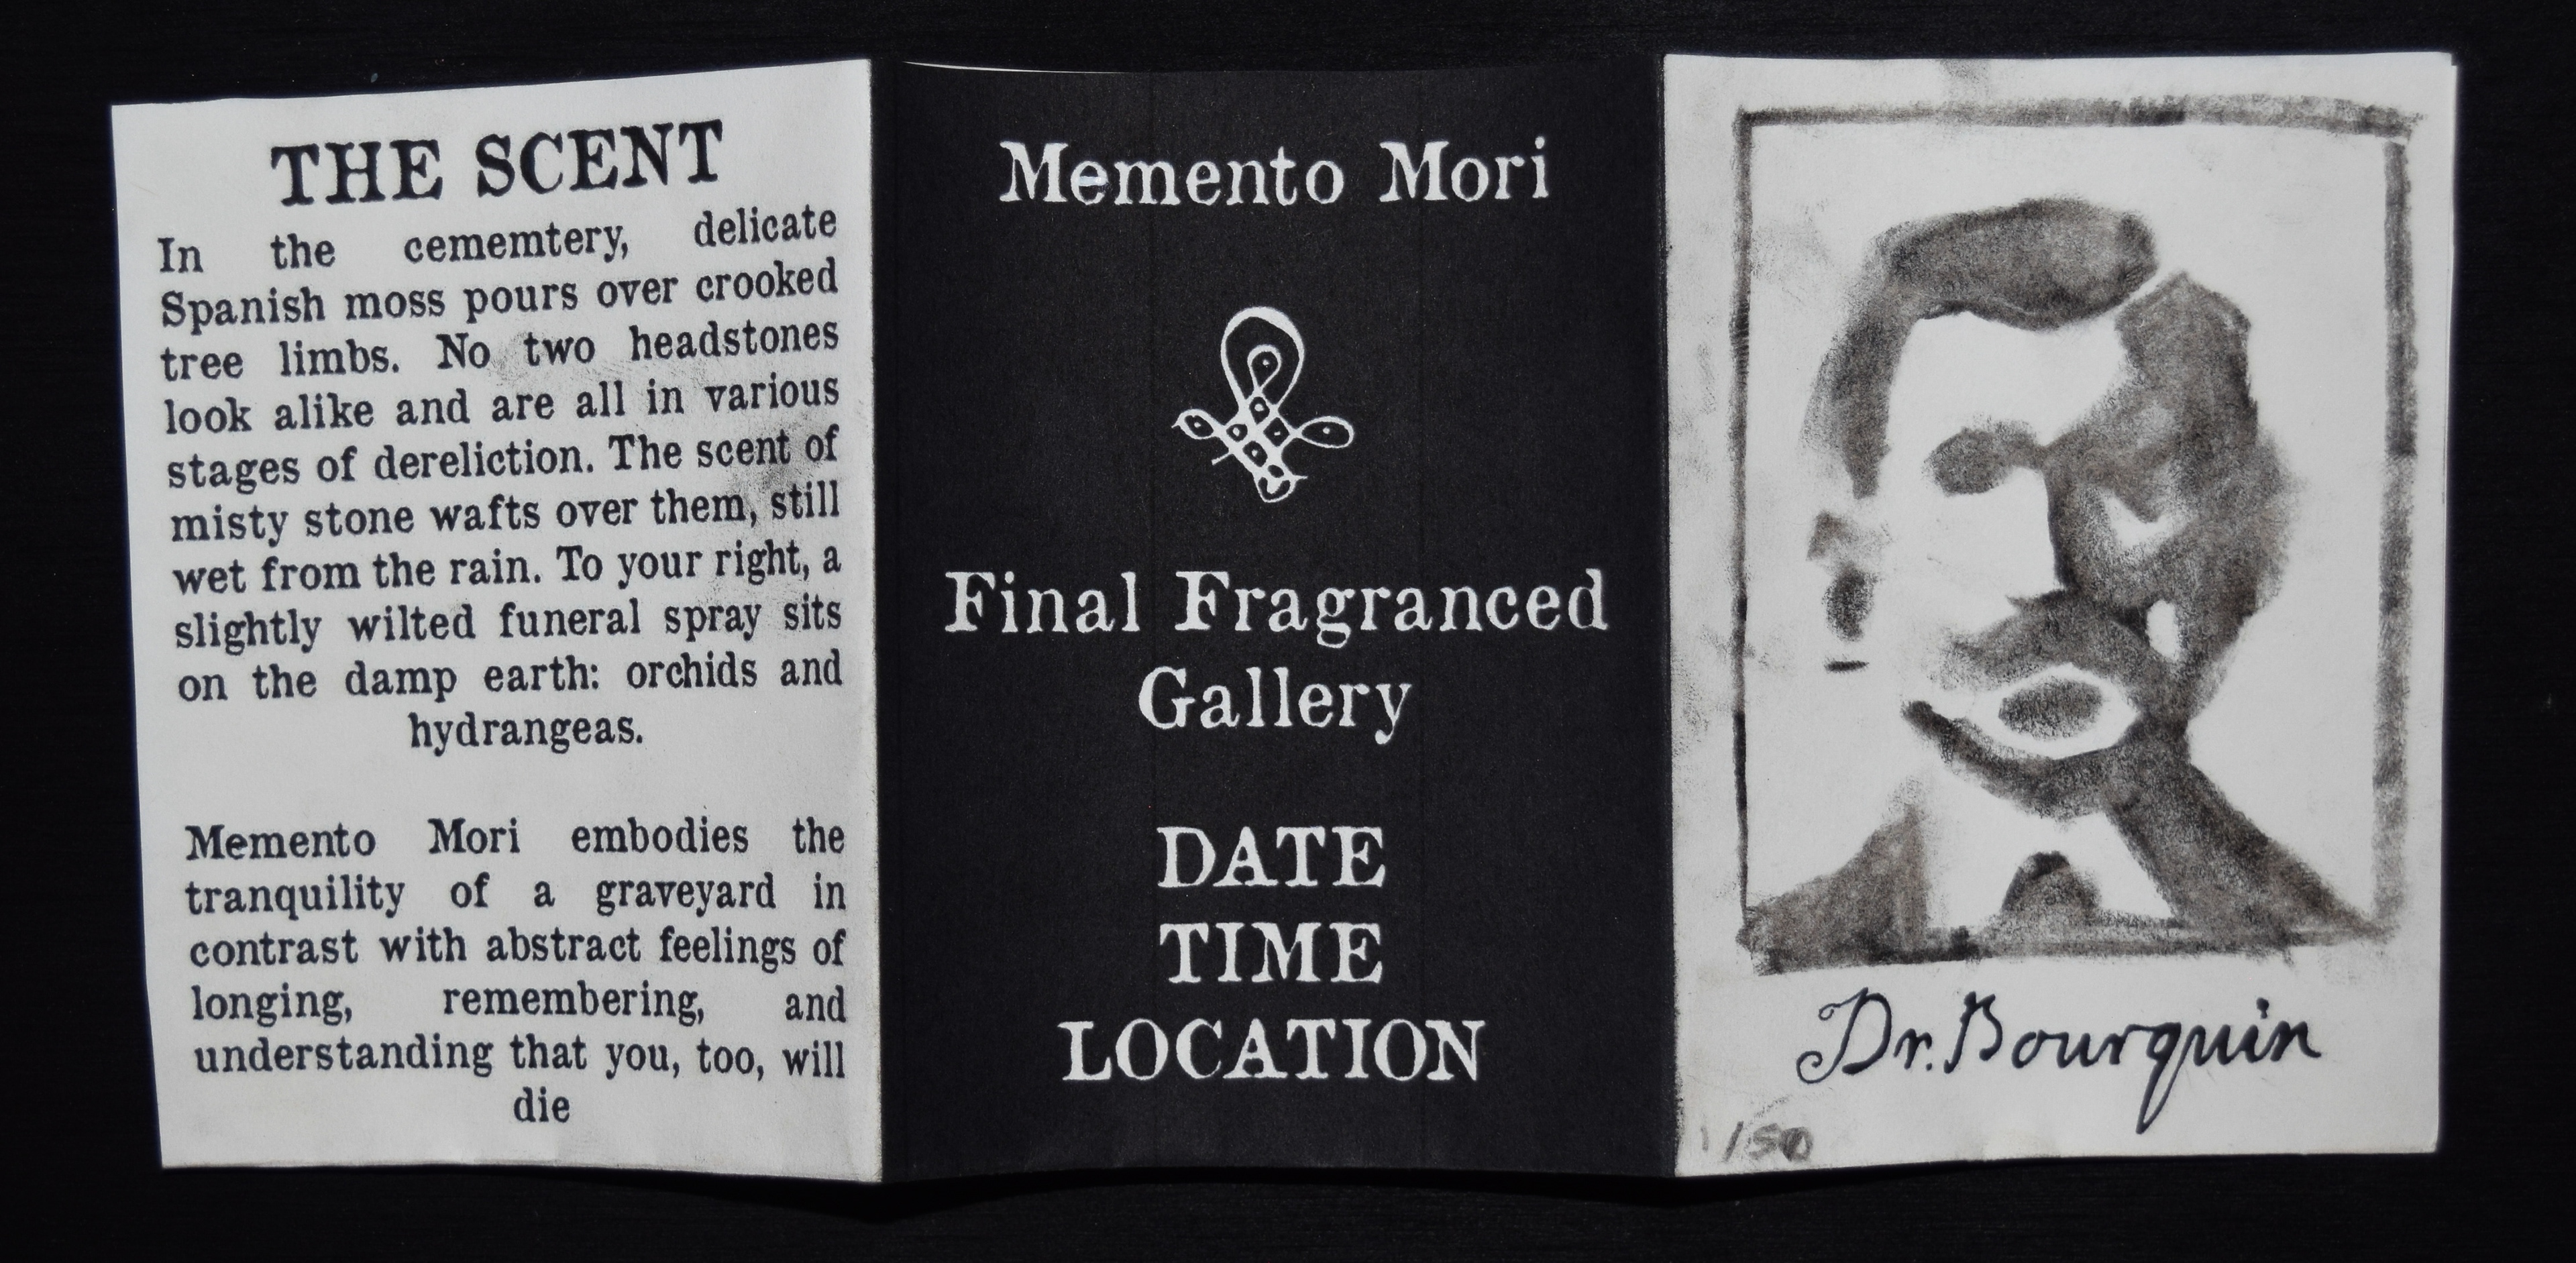 THE SCENT
In the cememtery, delicate
Spanish moss pours over crooked
tree limbs. No two headstones
look alike and are all in various
stages of dereliction. The scent of
misty stone wafts over them, still
wet from the rain. To your right, a
slightly wilted funeral spray sits
on the damp earth: orchids and
hydrangeas.
Memento Mori embodies the
tranquility of a graveyard in
contrast with abstract feelings of
longing, remembering, and
understanding that you, too, will
die
Memento Mori
Final Fragranced
Gallery
DATE
TIME
LOCATION
Dr. Bourquin
1/50